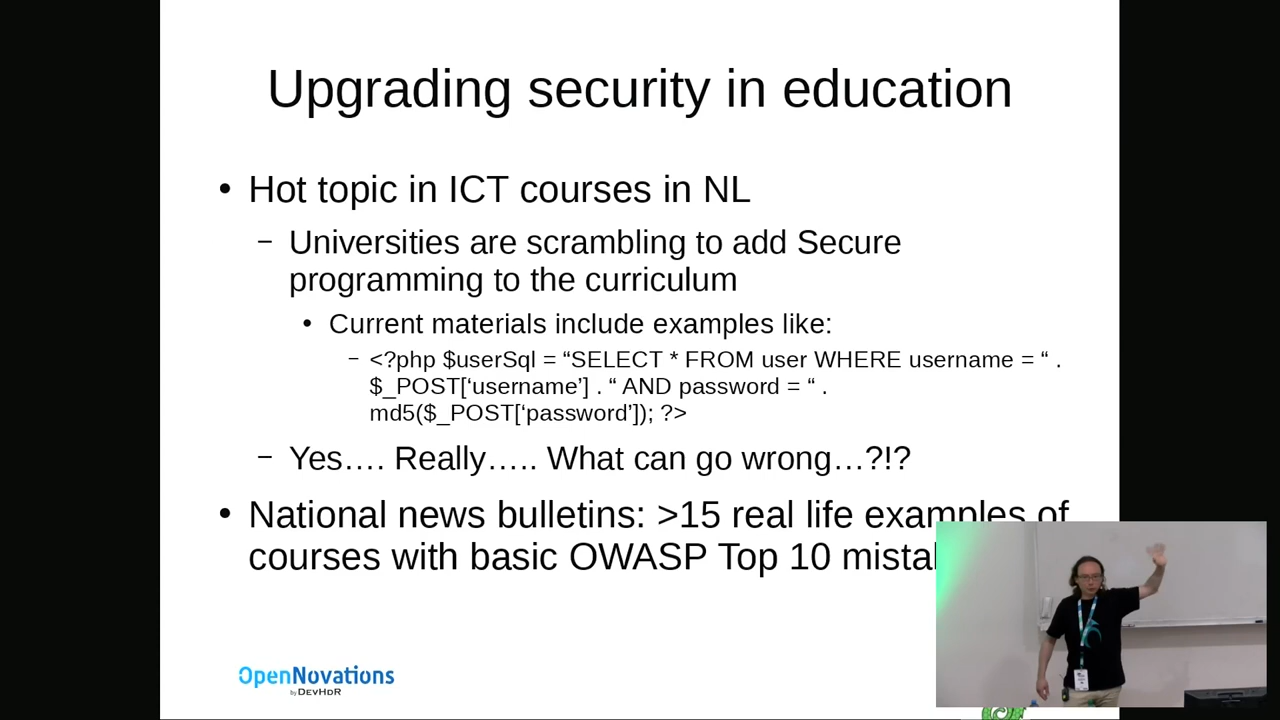 Upgrading security in education
• Hot topic in ICT courses in NL
– Universities are scrambling to add Secure
programming to the curriculum
• Current materials include examples like:
– <?php $userSql = “SELECT * FROM user WHERE username = “ .
$_POST[‘username’] . “ AND password = “ .
md5($_POST[‘password’]); ?>
– Yes…. Really….. What can go wrong…?!?
• National news bulletins: >15 real life examples of
courses with basic OWASP Top 10
OpenNovations
by DEVHDR